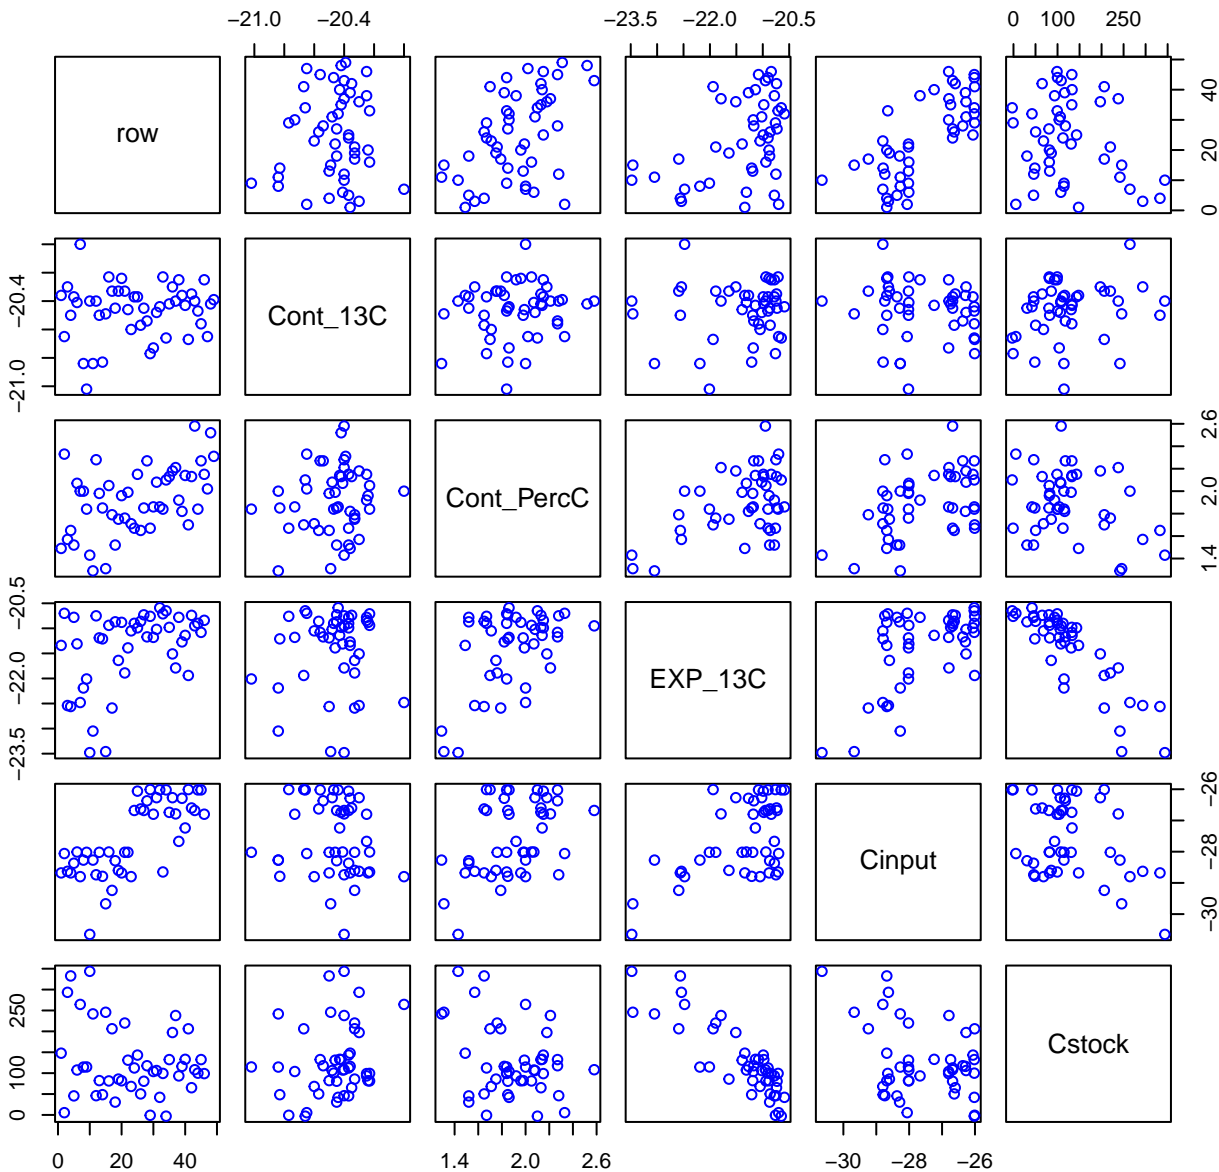 −21.0 −20.4 −23.5 −22.0 −20.5 0 100 250
row 0 20 40
−21.0 −20.4 Cont_13C
Cont_PercC 1.4 2.0 2.6
−23.5 −22.0 −20.5 EXP_13C
Cinput −30 −28 −26
0 100 250 Cstock
0 20 40 1.4 2.0 2.6 −30 −28 −26